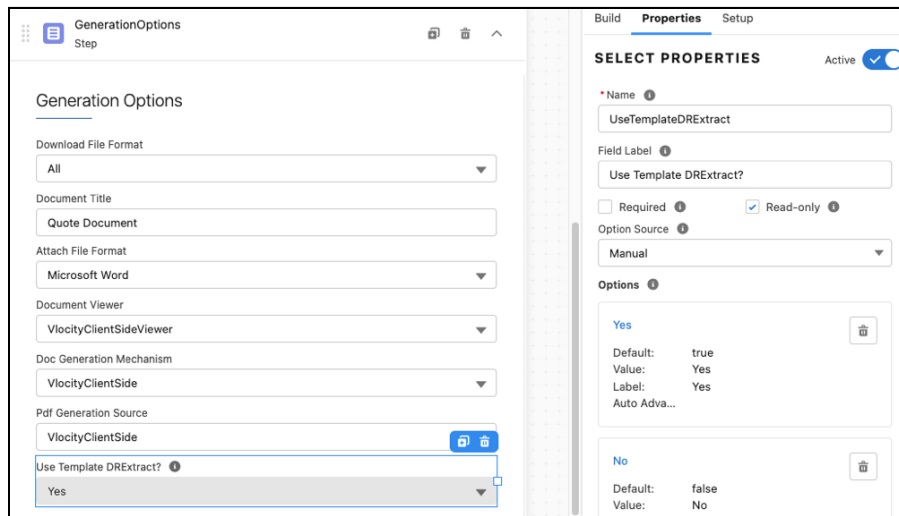 GenerationOptions
Step
Generation Options
Download File Format
All
Document Title
Quote Document
Attach File Format
Microsoft Word
Document Viewer
VlocityClientSideViewer
Doc Generation Mechanism
VlocityClientSide
Pdf Generation Source
VlocityClientSide
Use Template DRExtract?
Yes
Build Properties Setup
SELECT PROPERTIES Active
*Name
UseTemplateDRExtract
Field Label
Use Template DRExtract?
Required Read-only
Option Source
Manual
Options
Yes
Default: true
Value: Yes
Label: Yes
Auto Adva...
No
Default: false
Value: No